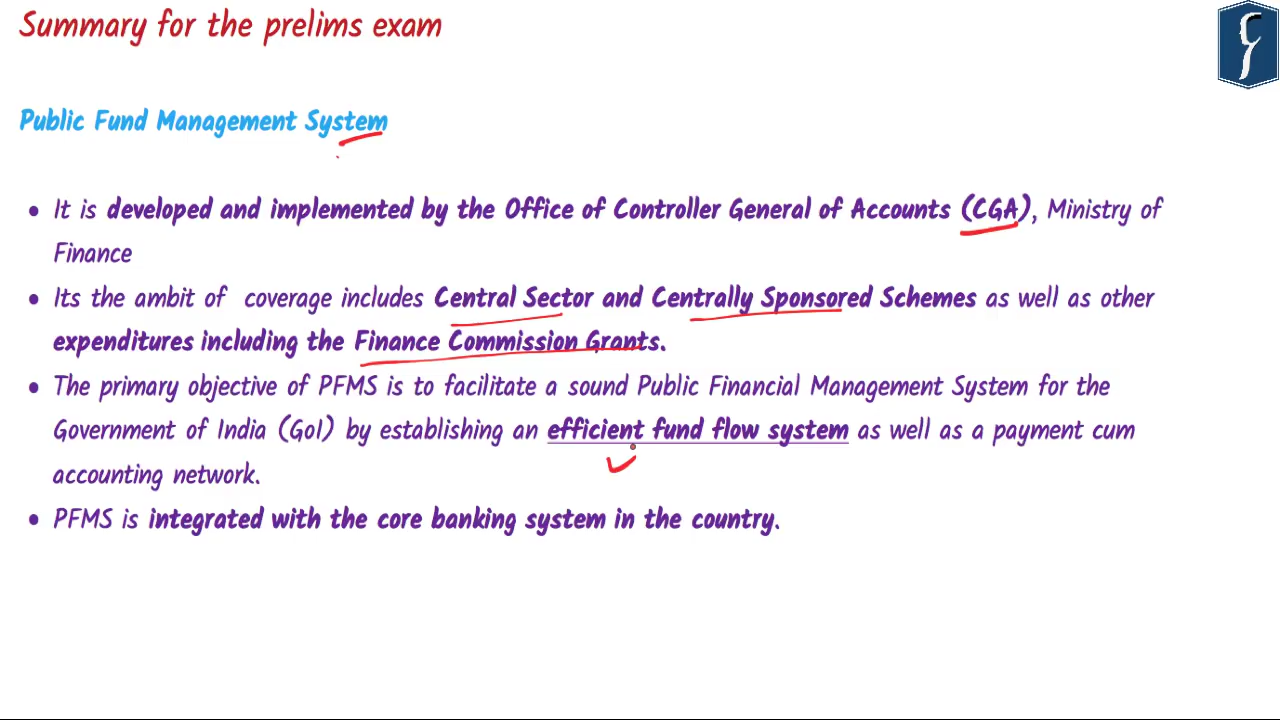 Summary for the prelims exam
Public Fund Management System
• It is developed and implemented by the Office of Controller General of Accounts (CGA), Ministry of
Finance
• Its the ambit of coverage includes Central Sector and Centrally Sponsored Schemes as well as other
expenditures including the Finance Commission Grants.
• The primary objective of PFMS is to facilitate a sound Public Financial Management System for the
Government of India (GoI) by establishing an efficient fund flow system as well as a payment cum
accounting network.
• PFMS is integrated with the core banking system in the country.